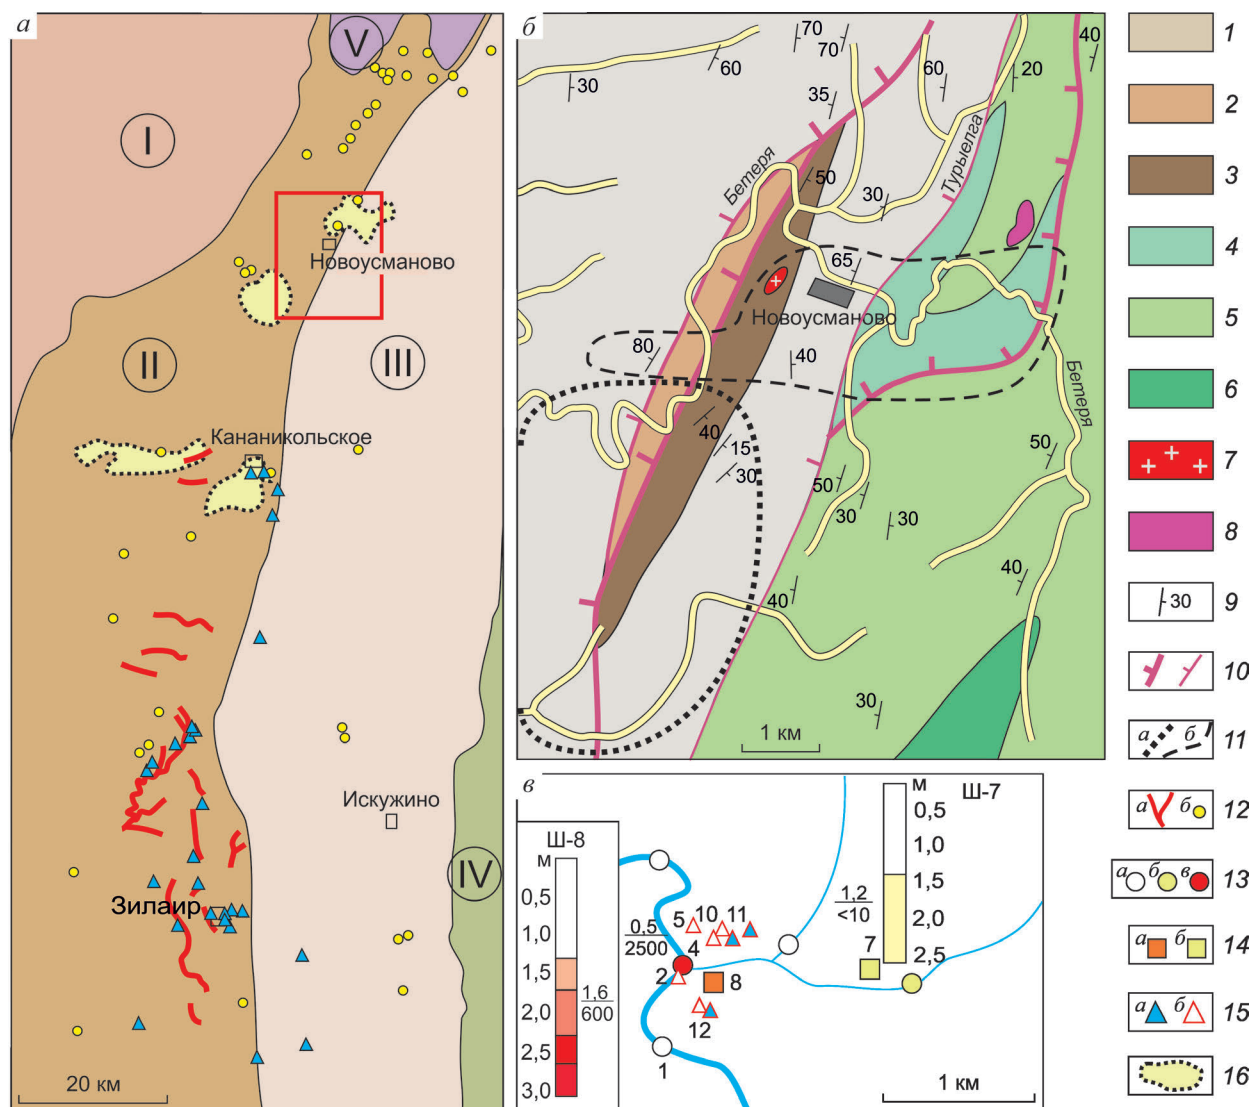 а
V
I
Новоусманово
II
III
Кананикольское
Искужино
IV
Зилаир
20 км
б
70
70
60
30
35
60
20
40
Турыелга
Бетеря
50
30
65
Новоусманово
80
40
Бетеря
40
15
30
50
50
30
30
40
40
30
1 км
в
Ш-8
м
0,5
1,0
1,5
2,0
2,5
3,0
1,6
600
0,5
2500
5
10
11
4
2
8
12
1
Ш-7
м
0,5
1,0
1,5
2,0
2,5
1,2
<10
7
1 км
1
2
3
4
5
6
7
8
30
9
10
а
б
11
а
б
12
а
б
в
13
а
б
14
а
б
15
16